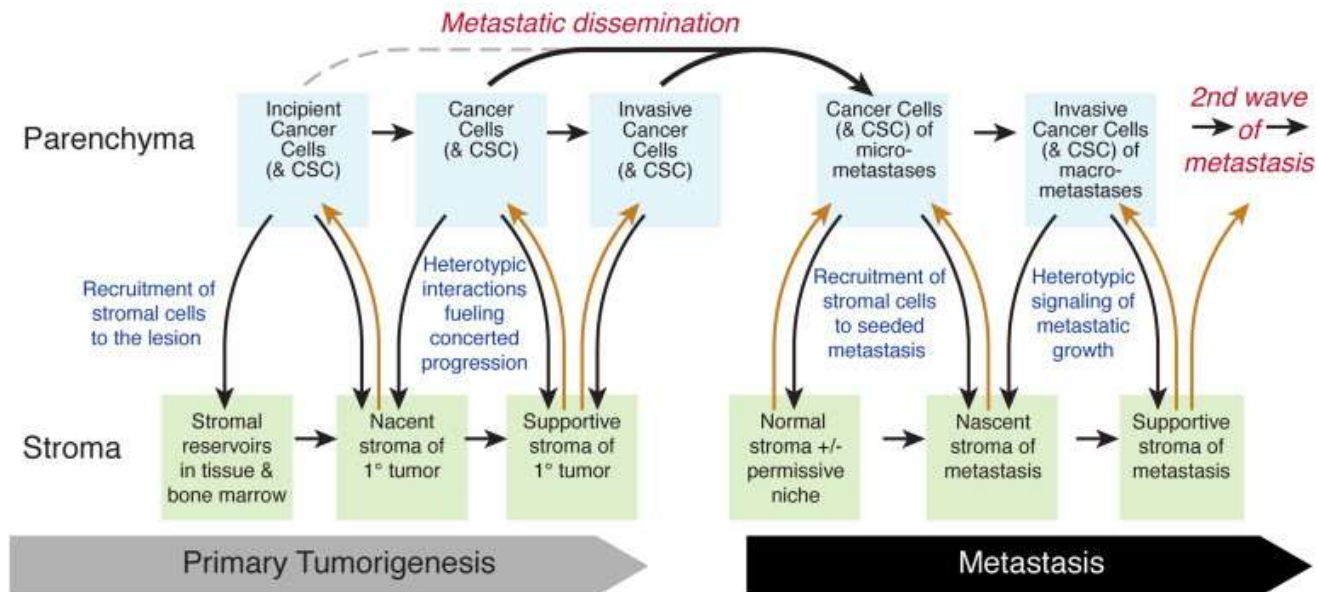 Metastatic dissemination
Parenchyma
Incipient
Cancer
Cells
(& CSC)
Cancer
Cells
(& CSC)
Invasive
Cancer
Cells
(& CSC)
Cancer Cells
(& CSC) of
micro-
metastases
Invasive
Cancer Cells
(& CSC) of
macro-
metastases
2nd wave
of
metastasis
Recruitment of
stromal cells
to the lesion
Heterotypic
interactions
fueling
concerted
progression
Recruitment of
stromal cells
to seeded
metastasis
Heterotypic
signaling of
metastatic
growth
Stroma
Stromal
reservoirs
in tissue &
bone marrow
Nacent
stroma of
1° tumor
Supportive
stroma of
1° tumor
Normal
stroma +/-
permissive
niche
Nascent
stroma of
metastasis
Supportive
stroma of
metastasis
Primary Tumorigenesis
Metastasis